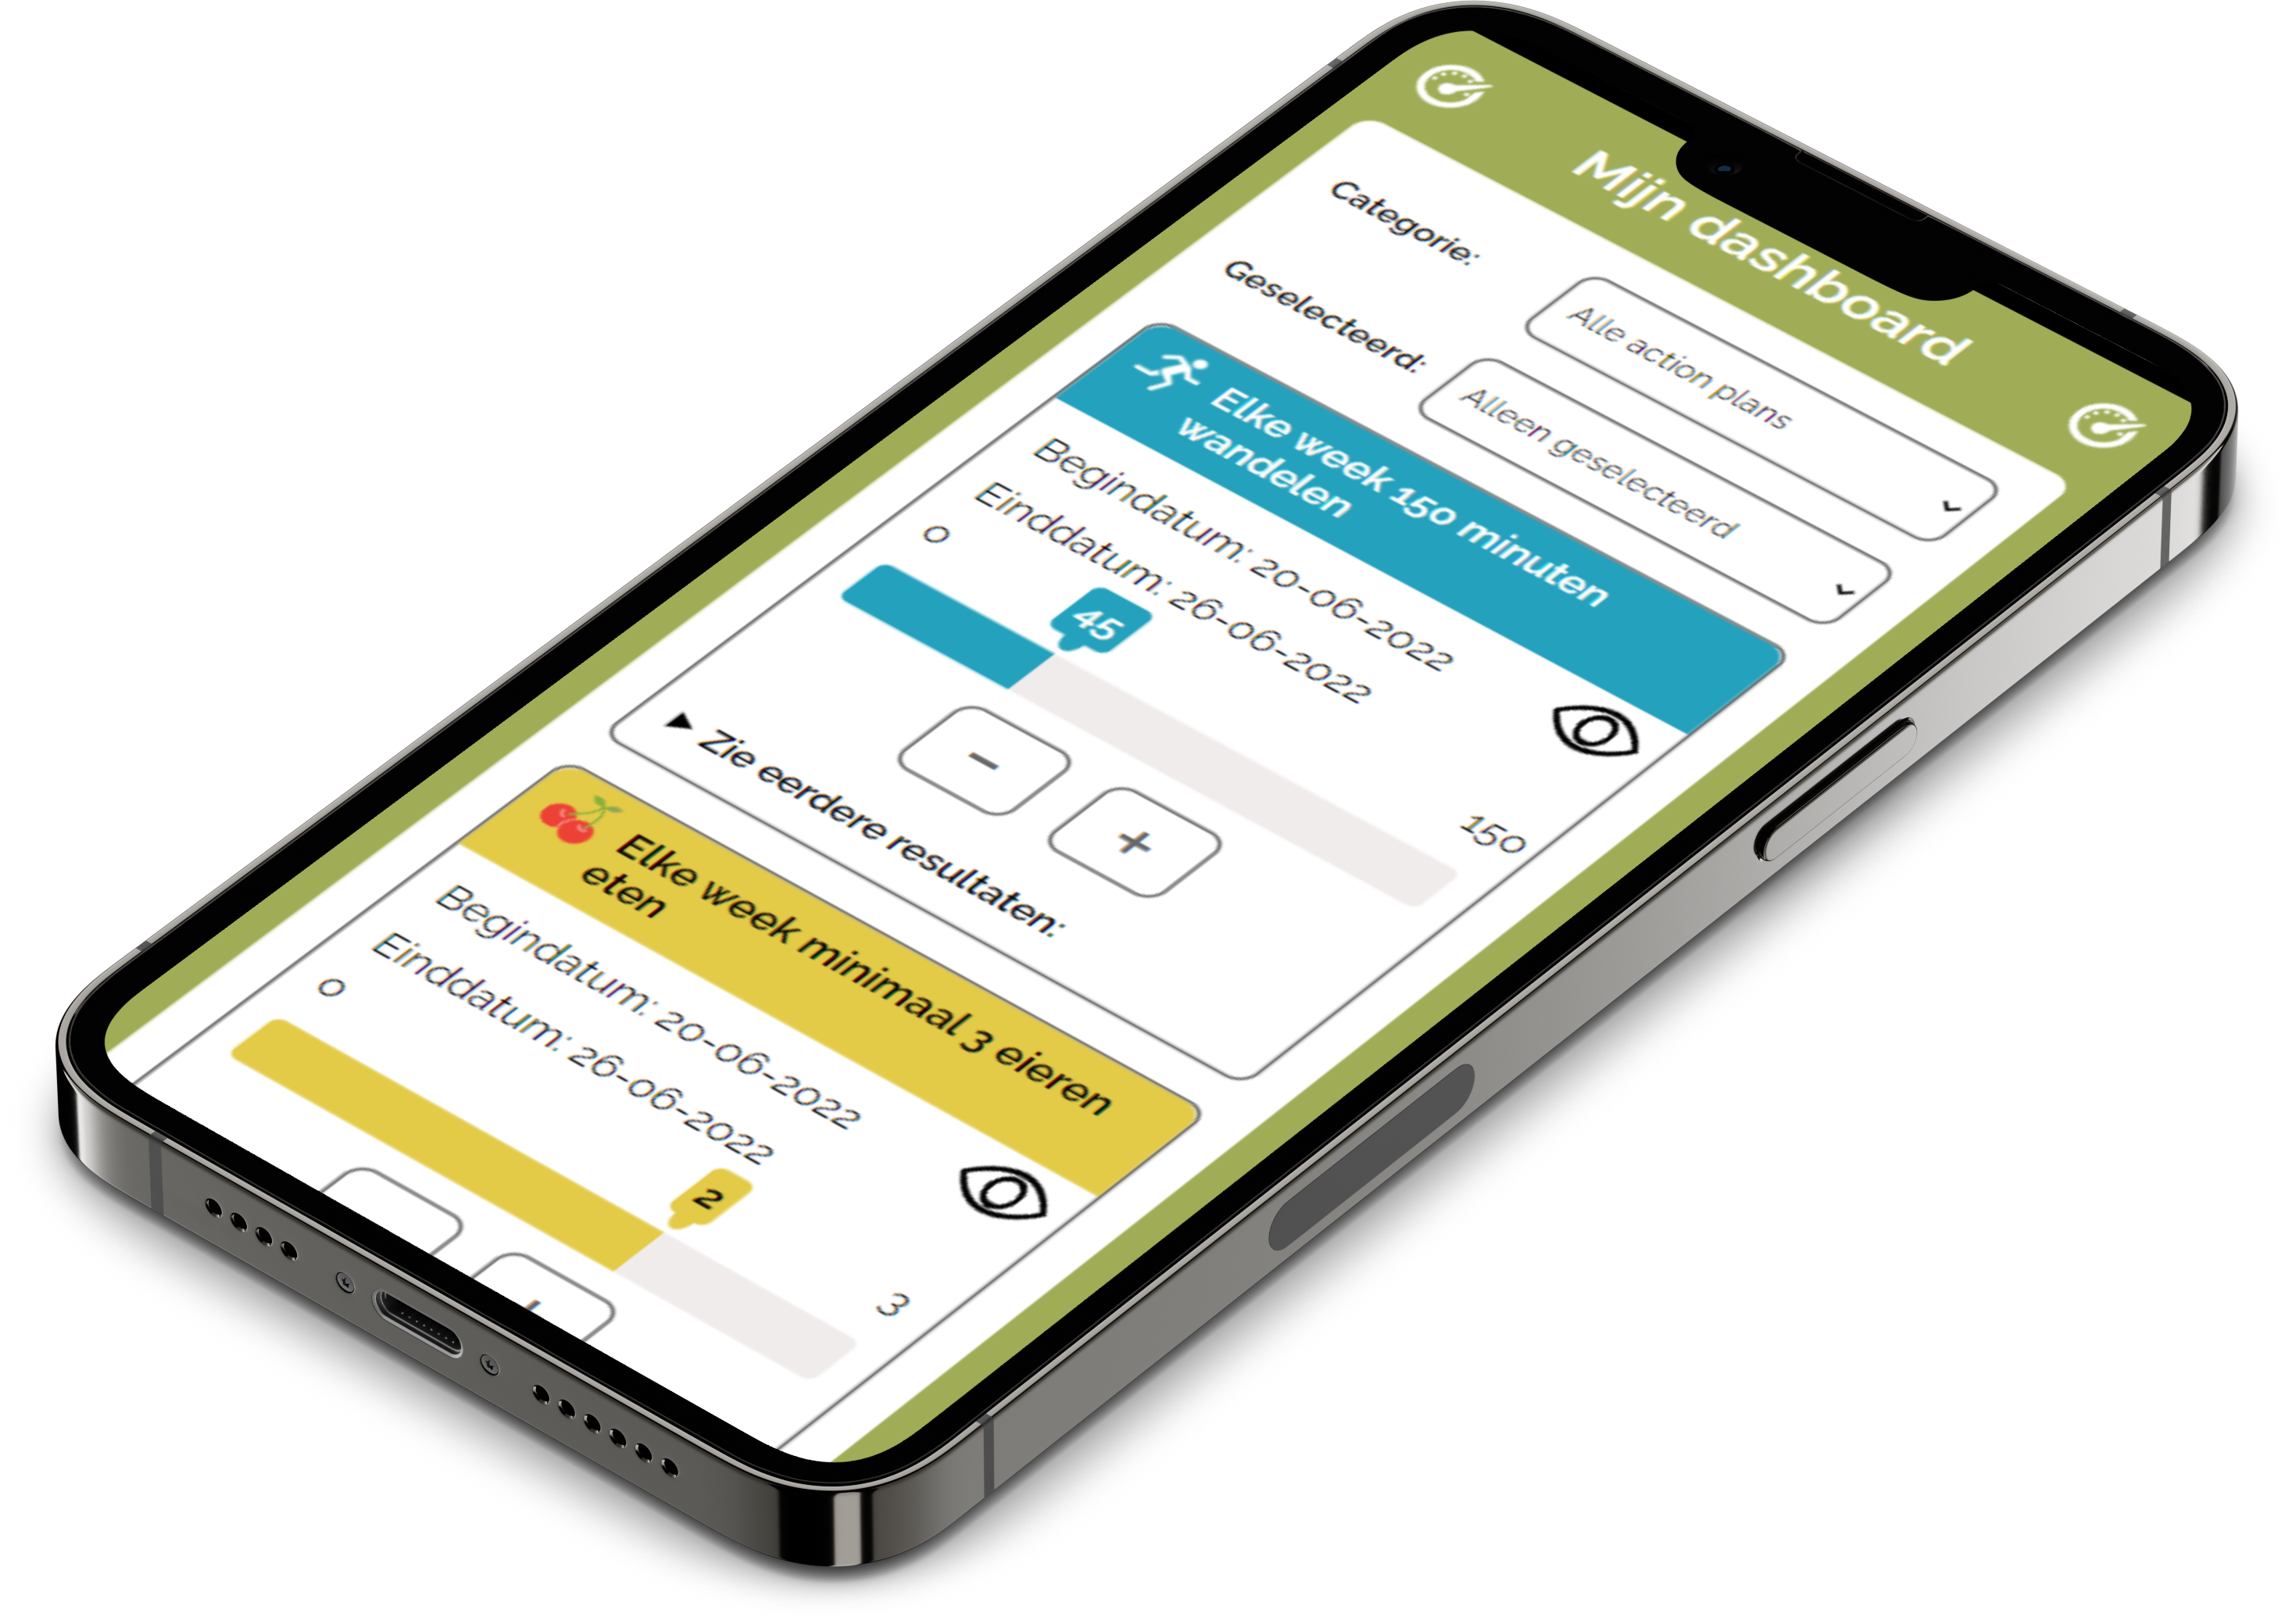 Mijn dashboard
Categorie:
Alle action plans
Geselecteerd:
Alleen geselecteerd
Elke week 150 minuten
wandelen
Begindatum: 20-06-2022
Einddatum: 26-06-2022
0
45
150
−
+
▶ Zie eerdere resultaten:
Elke week minimaal 3 eieren
eten
Begindatum: 20-06-2022
Einddatum: 26-06-2022
0
2
3